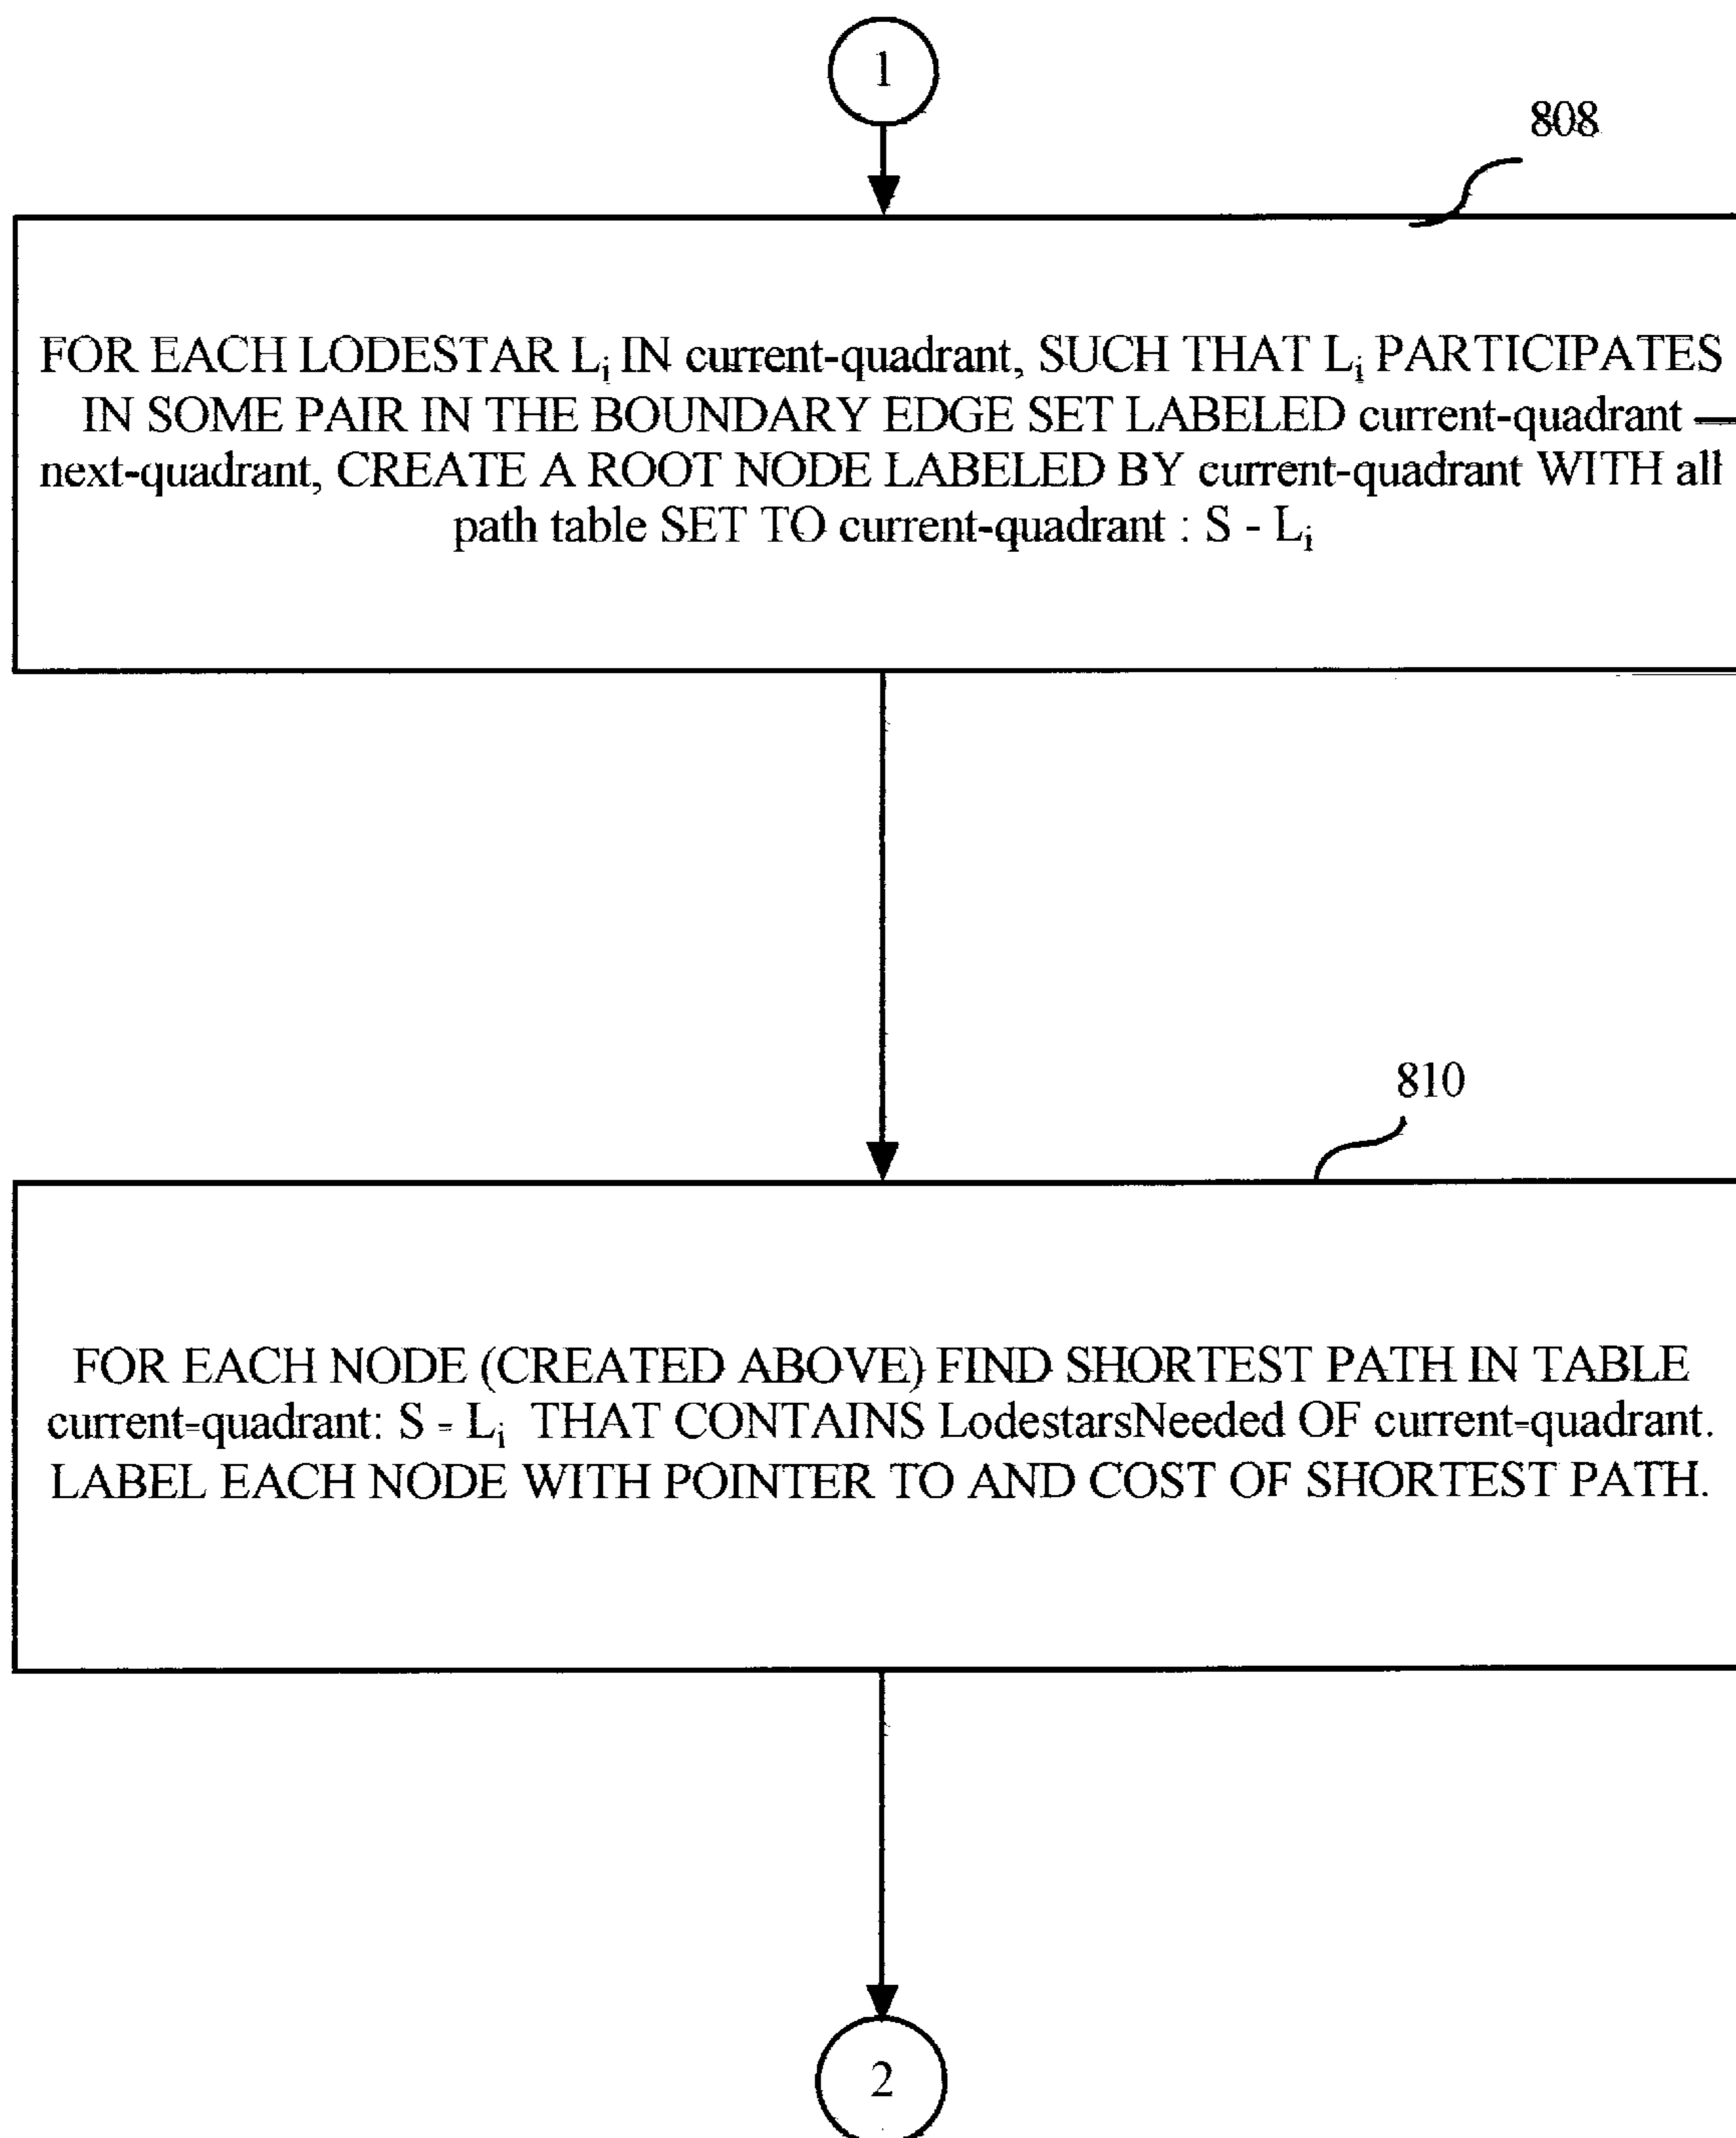 1
808
FOR EACH LODESTAR Li IN current-quadrant, SUCH THAT Li PARTICIPATES
IN SOME PAIR IN THE BOUNDARY EDGE SET LABELED current-quadrant —
next-quadrant, CREATE A ROOT NODE LABELED BY current-quadrant WITH all
path table SET TO current-quadrant : S - Li
810
FOR EACH NODE (CREATED ABOVE) FIND SHORTEST PATH IN TABLE
current-quadrant: S - Li THAT CONTAINS LodestarsNeeded OF current-quadrant.
LABEL EACH NODE WITH POINTER TO AND COST OF SHORTEST PATH.
2